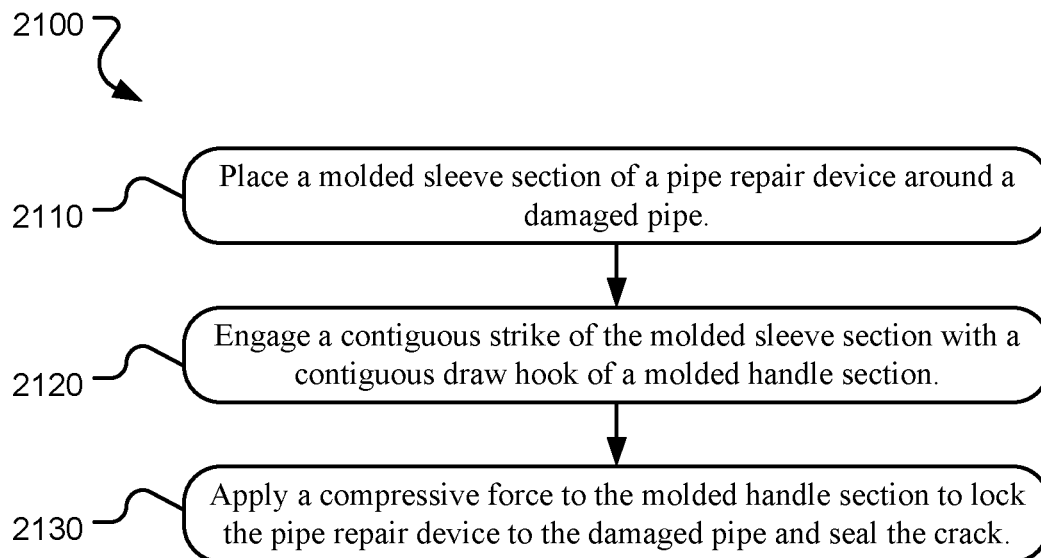 2100
2110
Place a molded sleeve section of a pipe repair device around a
damaged pipe.
2120
Engage a contiguous strike of the molded sleeve section with a
contiguous draw hook of a molded handle section.
2130
Apply a compressive force to the molded handle section to lock
the pipe repair device to the damaged pipe and seal the crack.